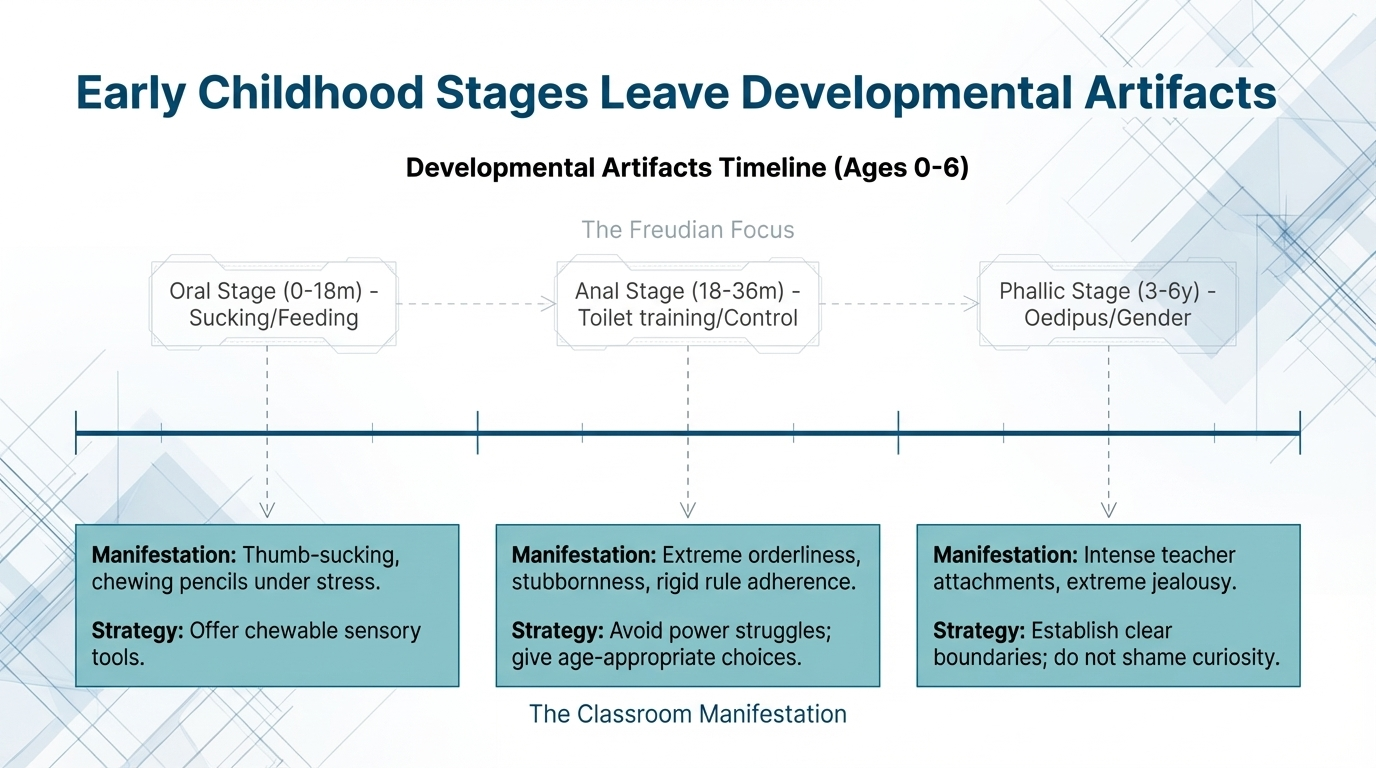 Early Childhood Stages Leave Developmental Artifacts
Developmental Artifacts Timeline (Ages 0-6)
The Freudian Focus
Oral Stage (0-18m) -
Sucking/Feeding
Anal Stage (18-36m) -
Toilet training/Control
Phallic Stage (3-6y) -
Oedipus/Gender
Manifestation: Thumb-sucking,
chewing pencils under stress.
Strategy: Offer chewable sensory
tools.
Manifestation: Extreme orderliness,
stubbornness, rigid rule adherence.
Strategy: Avoid power struggles;
give age-appropriate choices.
Manifestation: Intense teacher
attachments, extreme jealousy.
Strategy: Establish clear
boundaries; do not shame curiosity.
The Classroom Manifestation